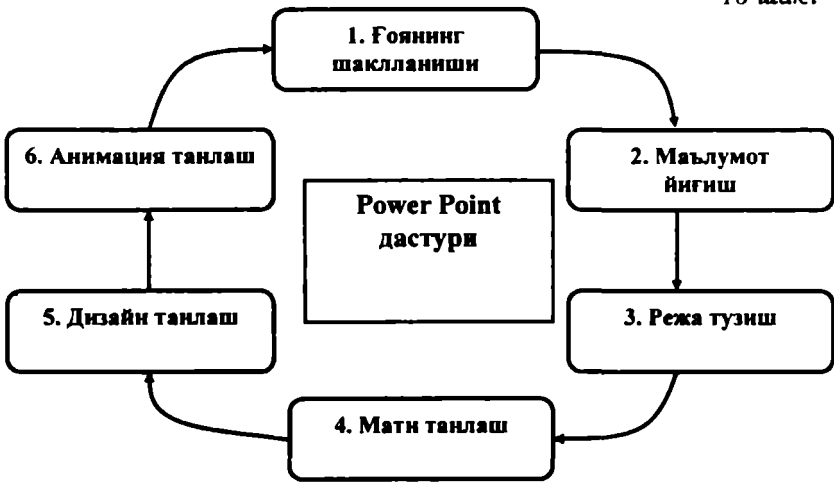 1. Ғоянинг
шаклланиши
6. Анимация танлаш
2. Маълумот
йиғиш
Power Point
дастури
5. Дизайн танлаш
3. Режа тузиш
4. Матн танлаш